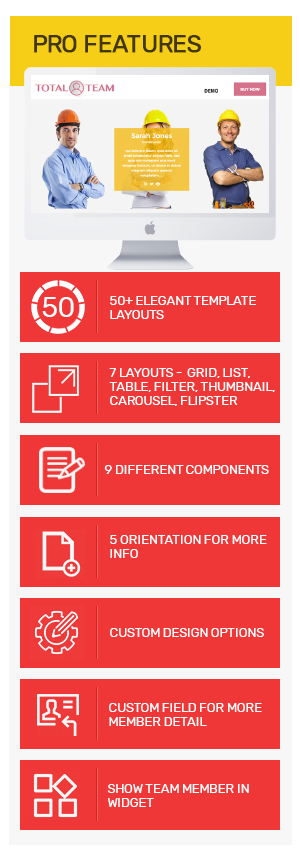 PRO FEATURES
TOTAL TEAM
DEMO
BUY NOW
Sarah Jones
50
50+ ELEGANT TEMPLATE
LAYOUTS
7 LAYOUTS - GRID, LIST,
TABLE, FILTER, THUMBNAIL,
CAROUSEL, FLIPSTER
9 DIFFERENT COMPONENTS
5 ORIENTATION FOR MORE
INFO
CUSTOM DESIGN OPTIONS
CUSTOM FIELD FOR MORE
MEMBER DETAIL
SHOW TEAM MEMBER IN
WIDGET